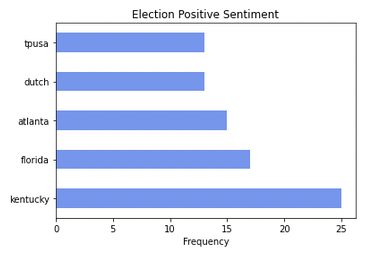 Election Positive Sentiment
tpusa
dutch
atlanta
florida
kentucky
0 5 10 15 20 25
Frequency